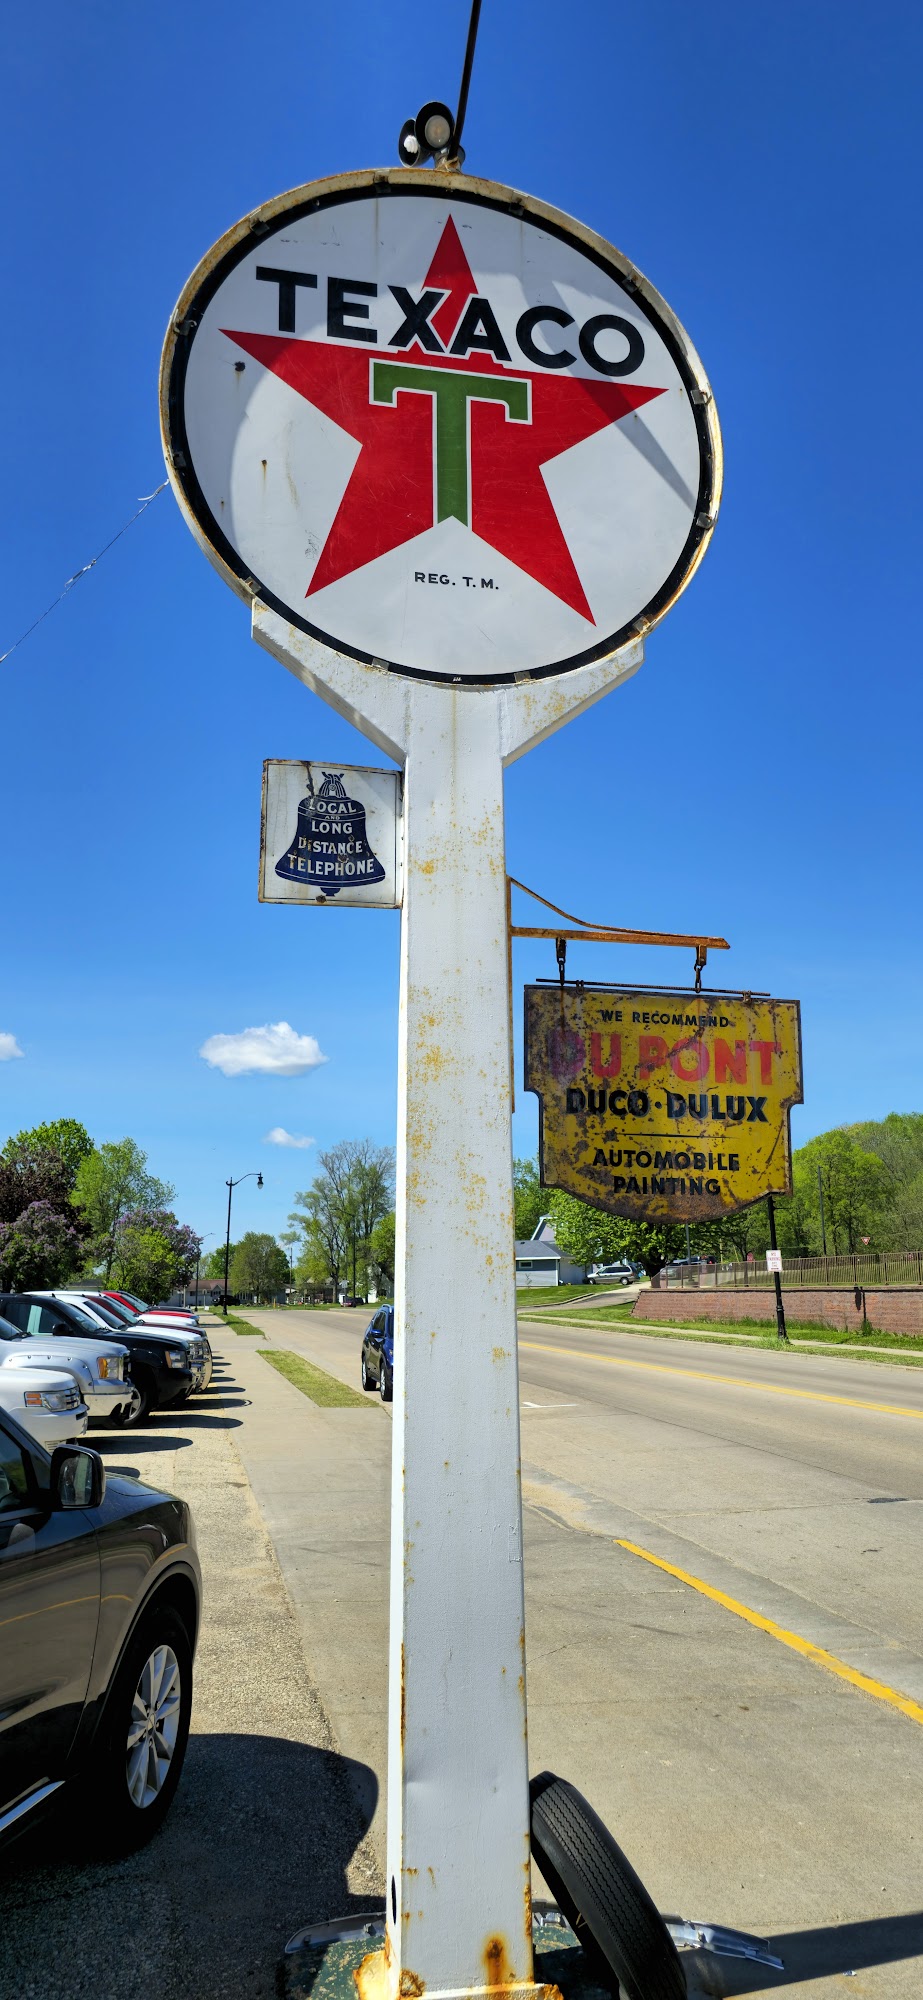 TEXACO
T
REG. T. M.
LOCAL
AND
LONG
DISTANCE
TELEPHONE
WE RECOMMEND
DU PONT
DUCO·DULUX
AUTOMOBILE
PAINTING